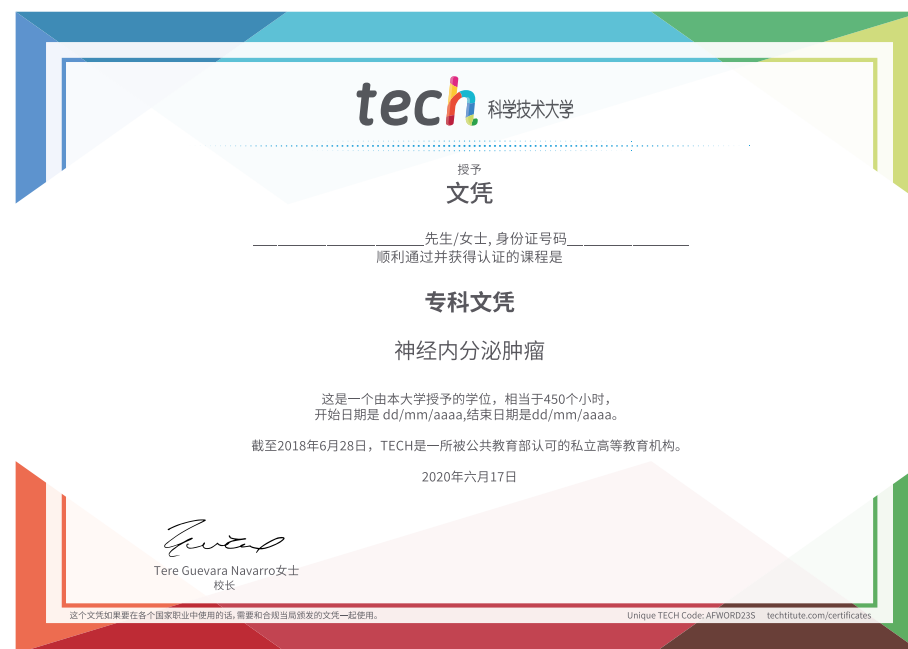 tech 科学技术大学
授予
文凭
________________________先生/女士, 身份证号码_________________
顺利通过并获得认证的课程是
专科文凭
神经内分泌肿瘤
这是一个由本大学授予的学位，相当于450个小时，
开始日期是 dd/mm/aaaa,结束日期是dd/mm/aaaa。
截至2018年6月28日，TECH是一所被公共教育部认可的私立高等教育机构。
2020年六月17日
Tere Guevara Navarro女士
校长
这个文凭如果要在各个国家职业中使用的话,需要和合规当局颁发的文凭一起使用。
Unique TECH Code: AFWORD23S techtitute.com/certificates